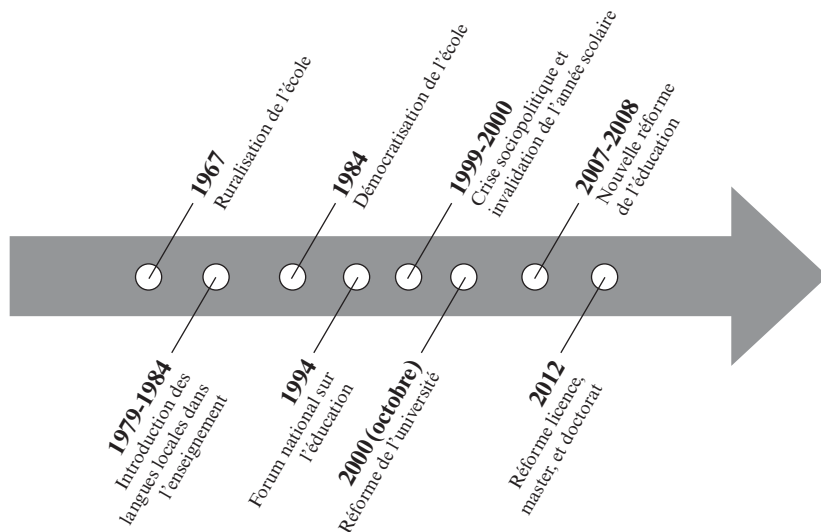 1967
Ruralisation de l'école
1979-1984
Introduction des
langues locales dans
l'enseignement
1984
Démocratisation de l'école
1994
Forum national sur
l'éducation
1999-2000
Crise sociopolitique et
invalidation de l'année scolaire
2000 (octobre)
Réforme de l'université
2007-2008
Nouvelle réforme
de l'éducation
2012
Réforme licence,
master, et doctorat